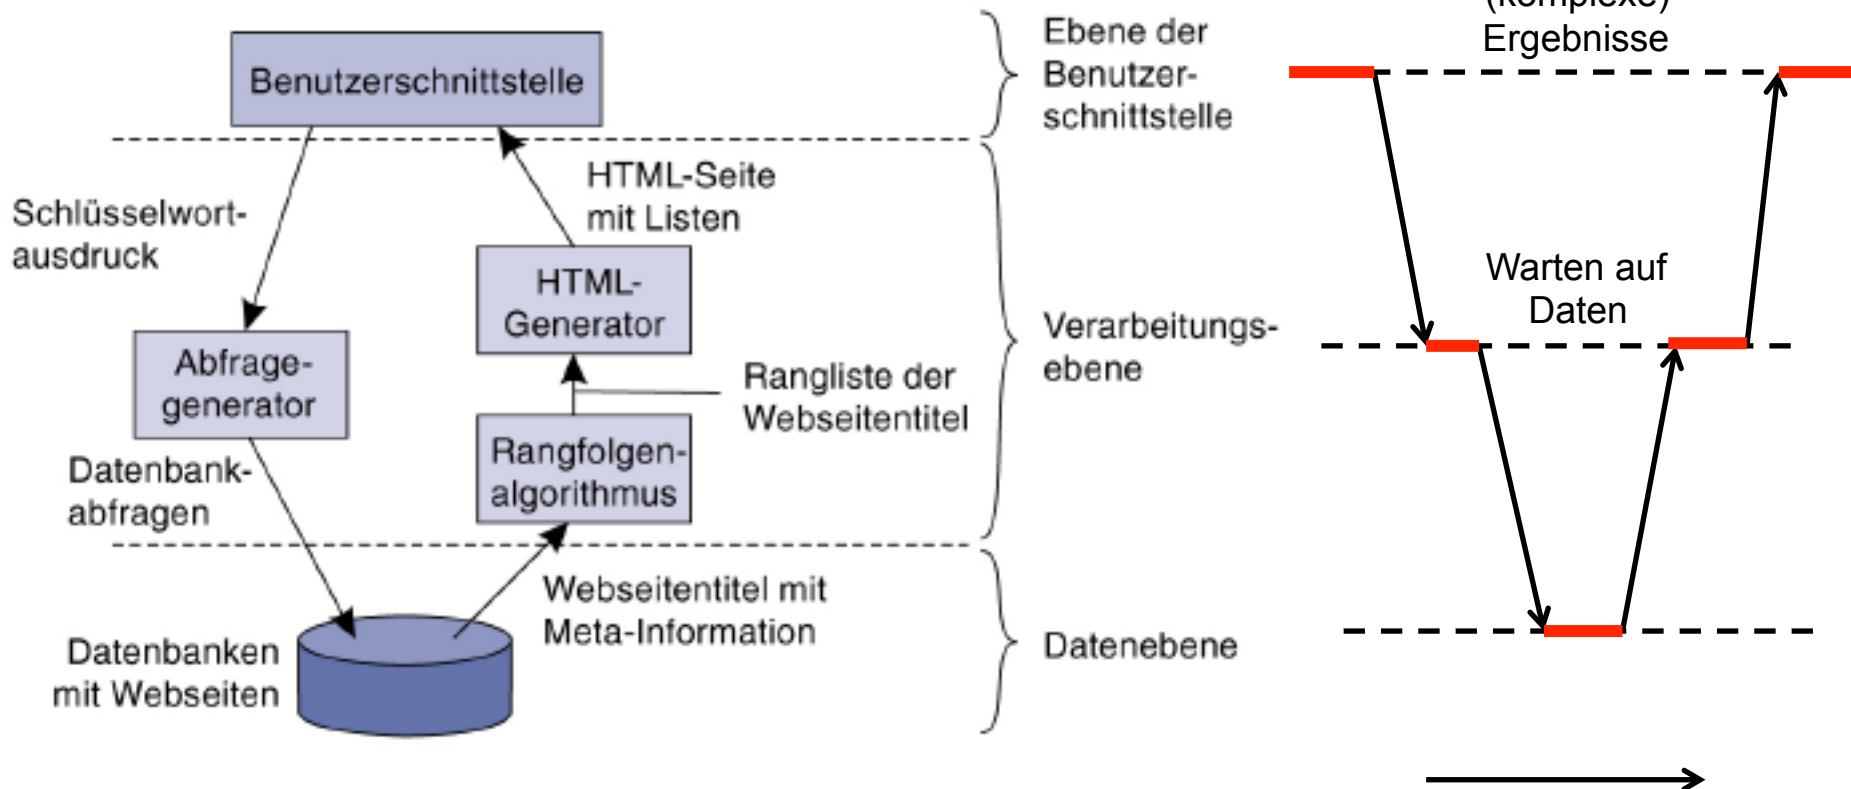 Benutzerschnittstelle
Schlüsselwort-
ausdruck
HTML-Seite
mit Listen
HTML-
Generator
Abfrage-
generator
Rangliste der
Webseitentitel
Rangfolgen-
algorithmus
Datenbank-
abfragen
Webseitentitel mit
Meta-Information
Datenbanken
mit Webseiten
Ebene der
Benutzer-
schnittstelle
Verarbeitungs-
ebene
Datenebene
(komplexe)
Ergebnisse
Warten auf
Daten